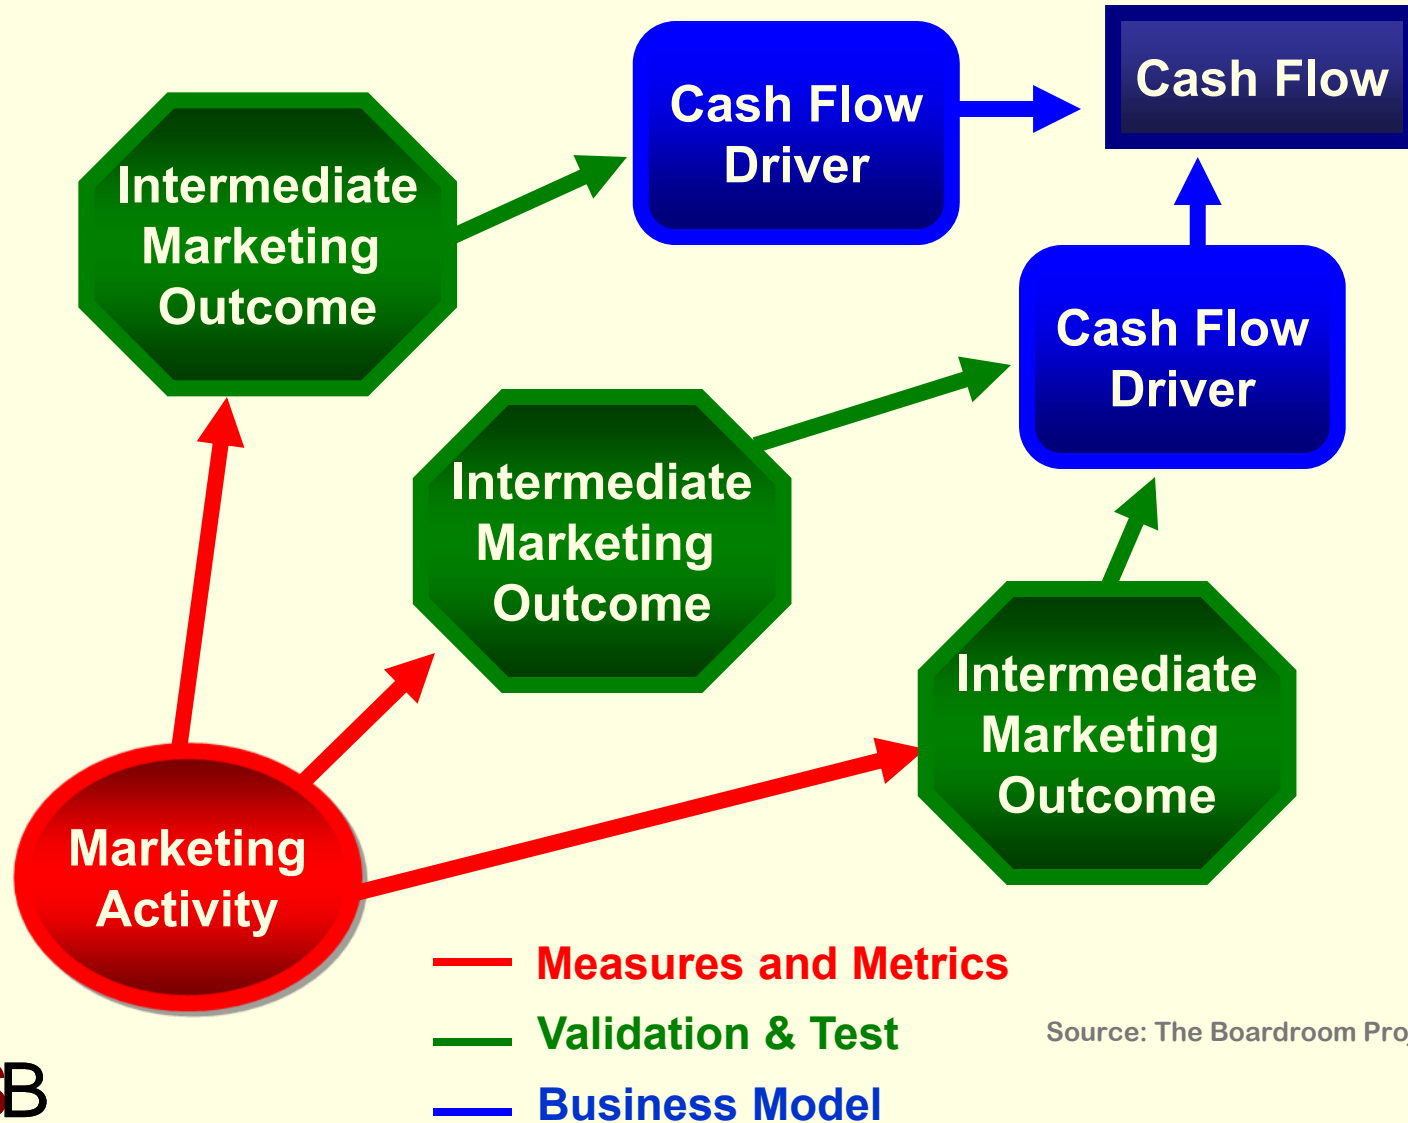 Cash Flow
Cash Flow
Driver
Intermediate
Marketing
Outcome
Cash Flow
Driver
Intermediate
Marketing
Outcome
Intermediate
Marketing
Outcome
Marketing
Activity
Measures and Metrics
Validation & Test
Source: The Boardroom
Business Model
B